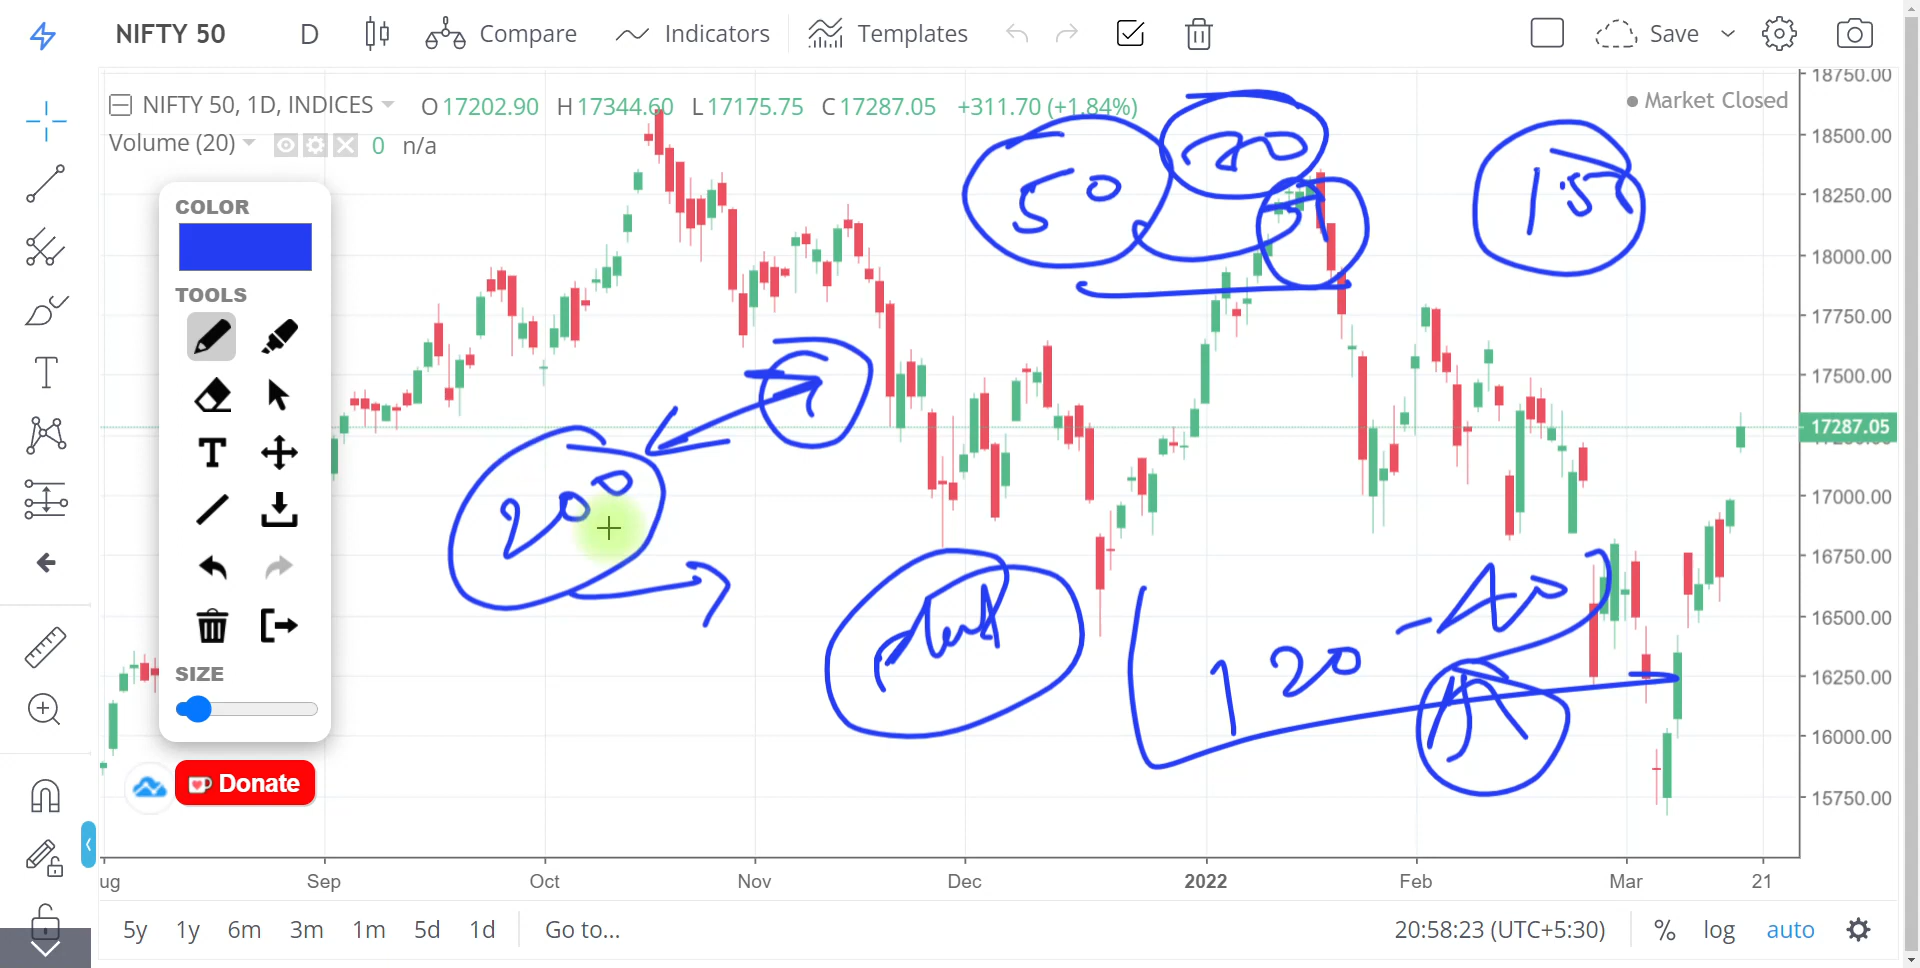 NIFTY 50 D Compare Indicators Templates Save
NIFTY 50, 1D, INDICES O 17202.90 H 17344.60 L 17175.75 C 17287.05 +311.70 (+1.84%)
Market Closed
Volume (20) 0 n/a
COLOR
TOOLS
T
SIZE
Donate
50
200
120
18750.00
18500.00
18250.00
18000.00
17750.00
17500.00
17287.05
17000.00
16750.00
16500.00
16250.00
16000.00
15750.00
ug Sep Oct Nov Dec 2022 Feb Mar 21
5y 1y 6m 3m 1m 5d 1d Go to... 20:58:23 (UTC+5:30) % log auto